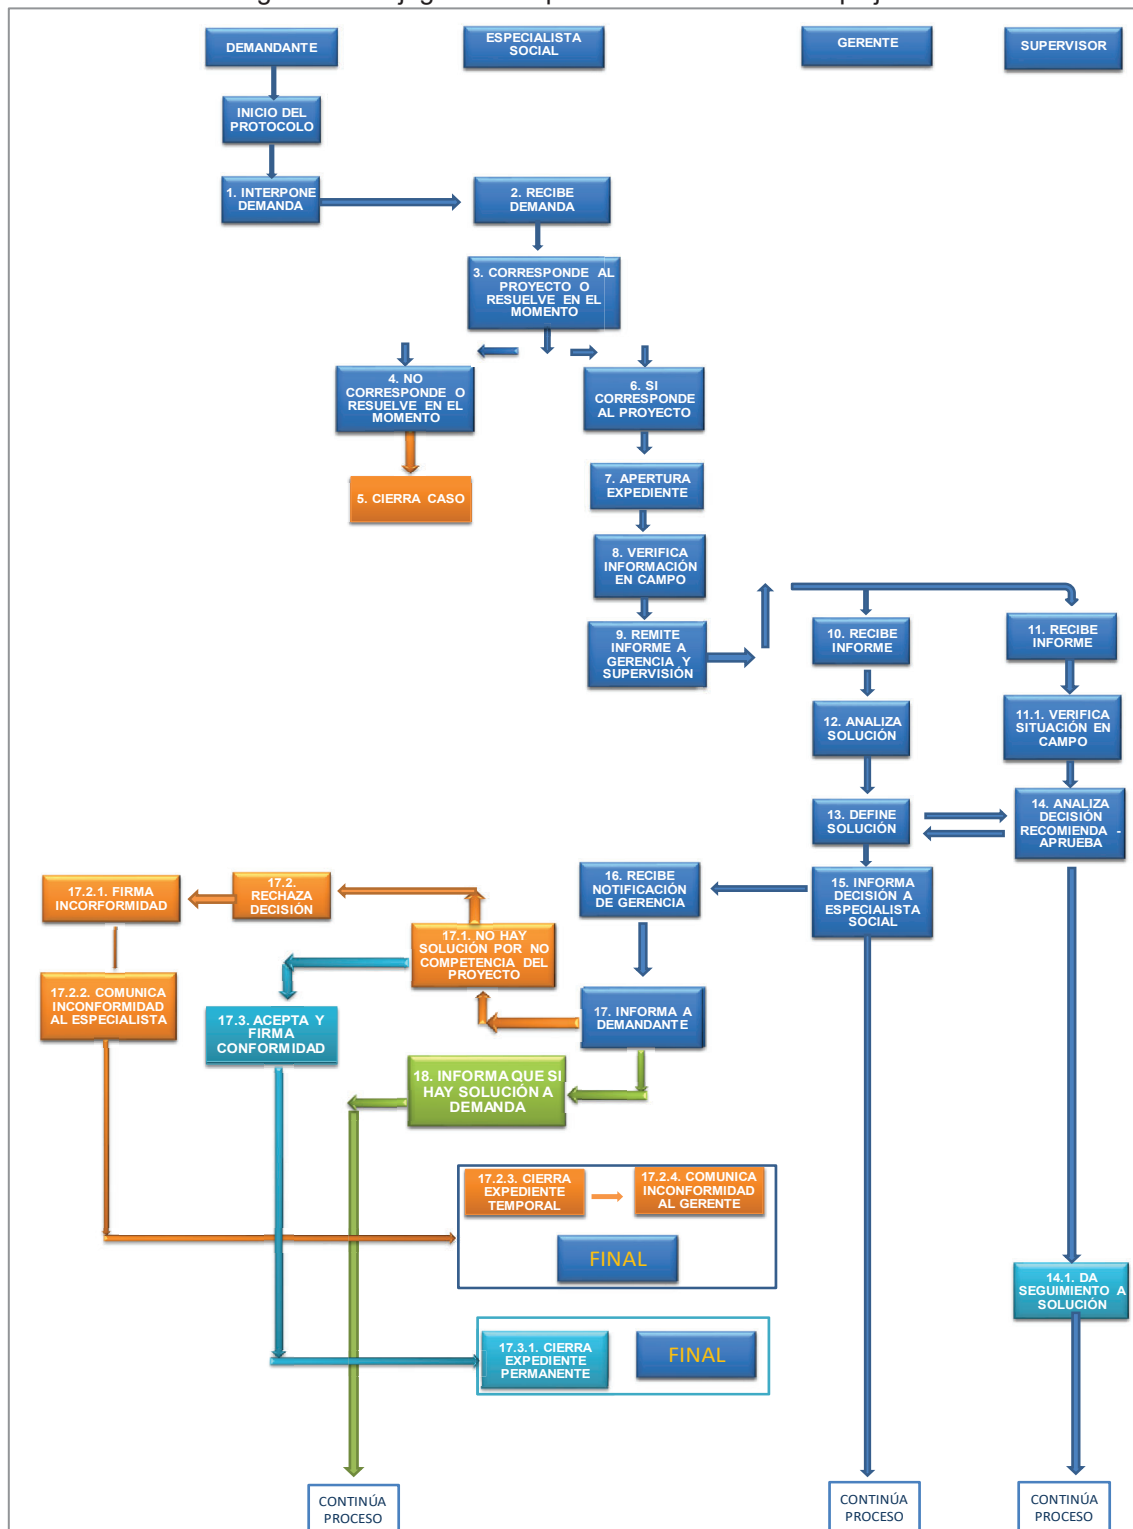 DEMANDANTE
ESPECIALISTA
SOCIAL
GERENTE
SUPERVISOR
INICIO DEL
PROTOCOLO
1. INTERPONE
DEMANDA
2. RECIBE
DEMANDA
3. CORRESPONDE AL
PROYECTO O
RESUELVE EN EL
MOMENTO
4. NO
CORRESPONDE O
RESUELVE EN EL
MOMENTO
6. SI
CORRESPONDE
AL PROYECTO
5. CIERRA CASO
7. APERTURA
EXPEDIENTE
8. VERIFICA
INFORMACIÓN
EN CAMPO
9. REMITE
INFORME A
GERENCIA Y
SUPERVISIÓN
10. RECIBE
INFORME
11. RECIBE
INFORME
12. ANALIZA
SOLUCIÓN
11.1. VERIFICA
SITUACIÓN EN
CAMPO
13. DEFINE
SOLUCIÓN
14. ANALIZA
DECISIÓN
RECOMIENDA -
APRUEBA
15. INFORMA
DECISIÓN A
ESPECIALISTA
SOCIAL
16. RECIBE
NOTIFICACIÓN
DE GERENCIA
17.2.
RECHAZA
DECISIÓN
17.2.1. FIRMA
INCORFORMIDAD
17.1. NO HAY
SOLUCIÓN POR NO
COMPETENCIA DEL
PROYECTO
17.2.2. COMUNICA
INCONFORMIDAD
AL ESPECIALISTA
17.3. ACEPTA Y
FIRMA
CONFORMIDAD
17. INFORMA A
DEMANDANTE
18. INFORMA QUE SI
HAY SOLUCIÓN A
DEMANDA
17.2.3. CIERRA
EXPEDIENTE
TEMPORAL
17.2.4. COMUNICA
INCONFORMIDAD
AL GERENTE
FINAL
14.1. DA
SEGUIMIENTO A
SOLUCIÓN
17.3.1. CIERRA
EXPEDIENTE
PERMANENTE
FINAL
CONTINÚA
PROCESO
CONTINÚA
PROCESO
CONTINÚA
PROCESO